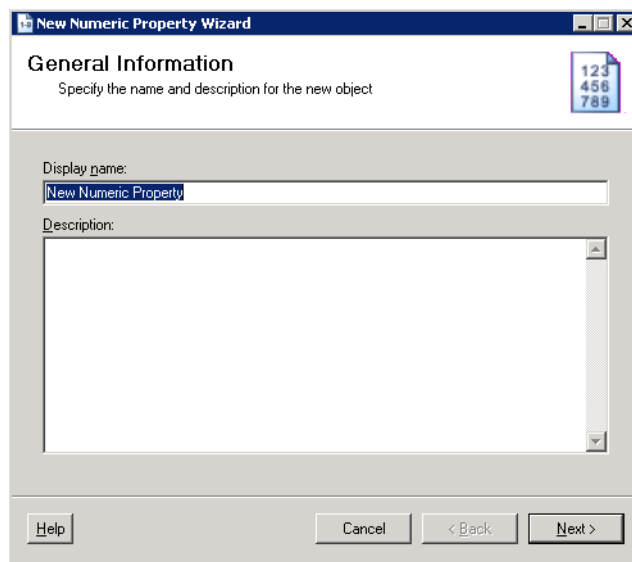 New Numeric Property Wizard
General Information
Specify the name and description for the new object
123
456
789
Display name:
New Numeric Property
Description:
Help
Cancel
< Back
Next >